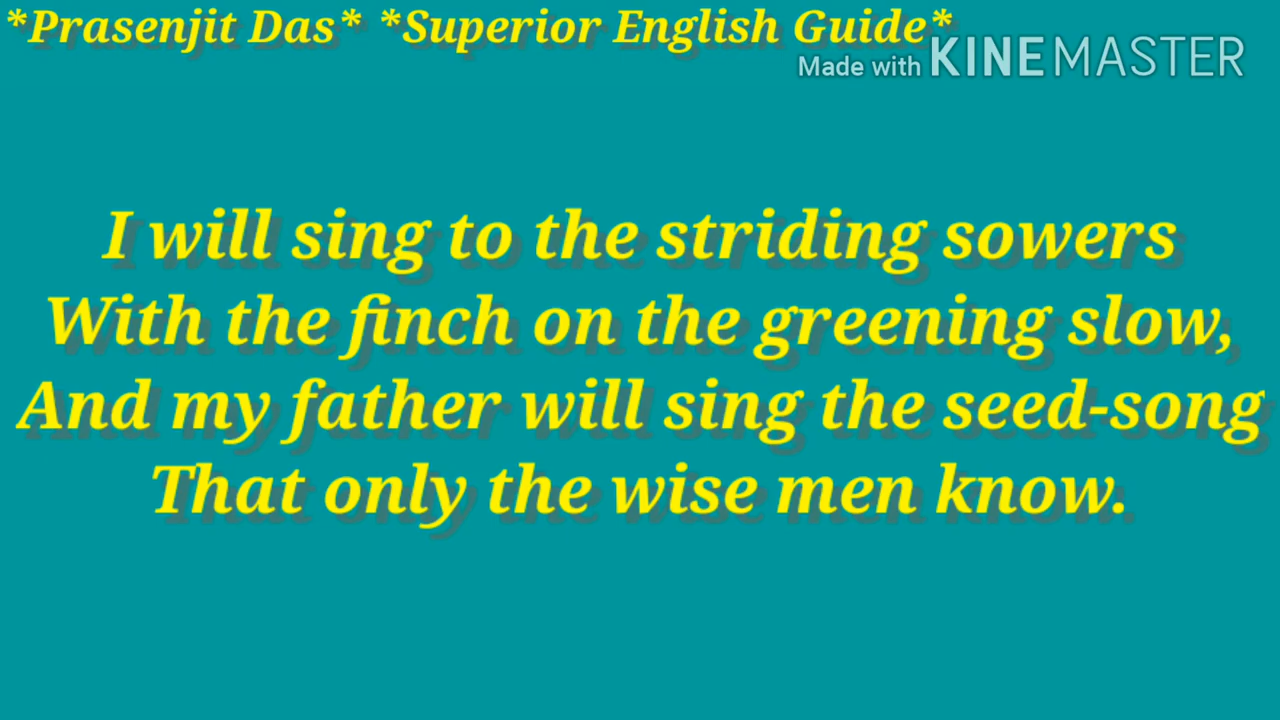 *Prasenjit Das* *Superior English Guide*
Made with KINEMASTER
I will sing to the striding sowers
With the finch on the greening slow,
And my father will sing the seed-song
That only the wise men know.